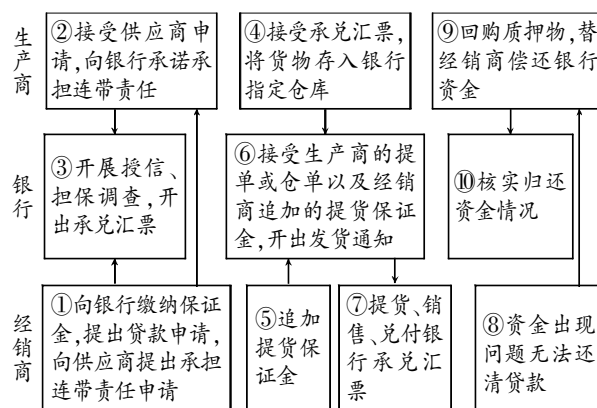 生产商
②接受供应商申
请,向银行承诺承
担连带责任
④接受承兑汇票,
将货物存入银行
指定仓库
⑨回购质押物,替
经销商偿还银行
资金
银行
③开展授信、
担保调查,开
出承兑汇票
⑥接受生产商的提
单或仓单以及经销
商追加的提货保证
金,开出发货通知
⑩核实归还
资金情况
经销商
①向银行缴纳保证
金,提出贷款申请,
向供应商提出承担
连带责任申请
⑤追加
提货保
证金
⑦提货、销
售、兑付银
行承兑汇
票
⑧资金出现
问题无法还
清贷款